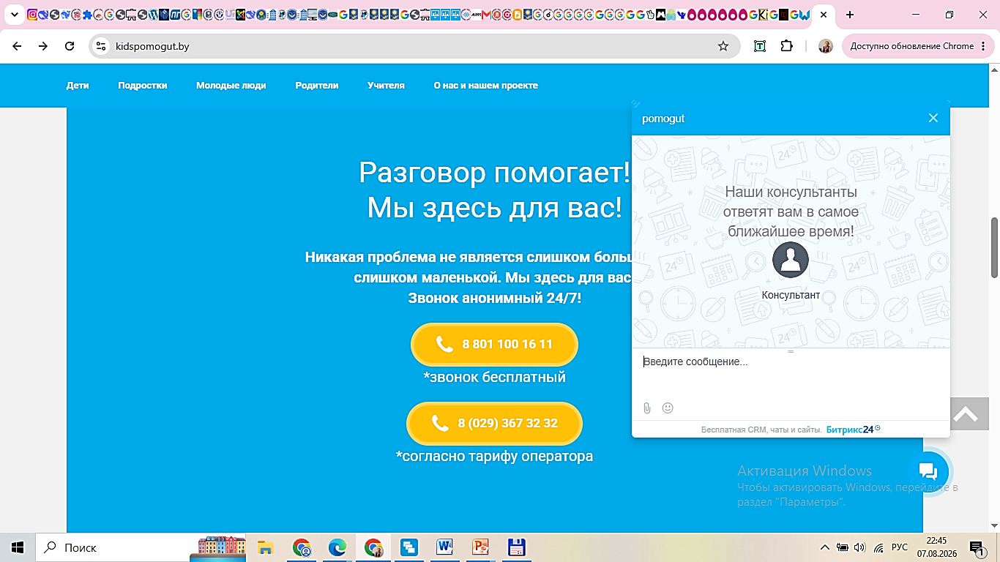 kidspomogut.by
Доступно обновление Chrome
Дети
Подростки
Молодые люди
Родители
Учителя
О нас и нашем проекте
Разговор помогает!
Мы здесь для вас!
Никакая проблема не является слишком
слишком маленькой. Мы здесь для вас
Звонок анонимный 24/7!
8 801 100 16 11
*звонок бесплатный
8 (029) 367 32 32
*согласно тарифу оператора
pomogut
Наши консультанты
ответят вам в самое
ближайшее время!
Консультант
Введите сообщение...
Бесплатная CRM, чаты и сайты. Битрикс24
Активация Windows
Чтобы активировать Windows, перейдите в
раздел "Параметры".
Поиск
РУС
22:45
07.08.2026
1